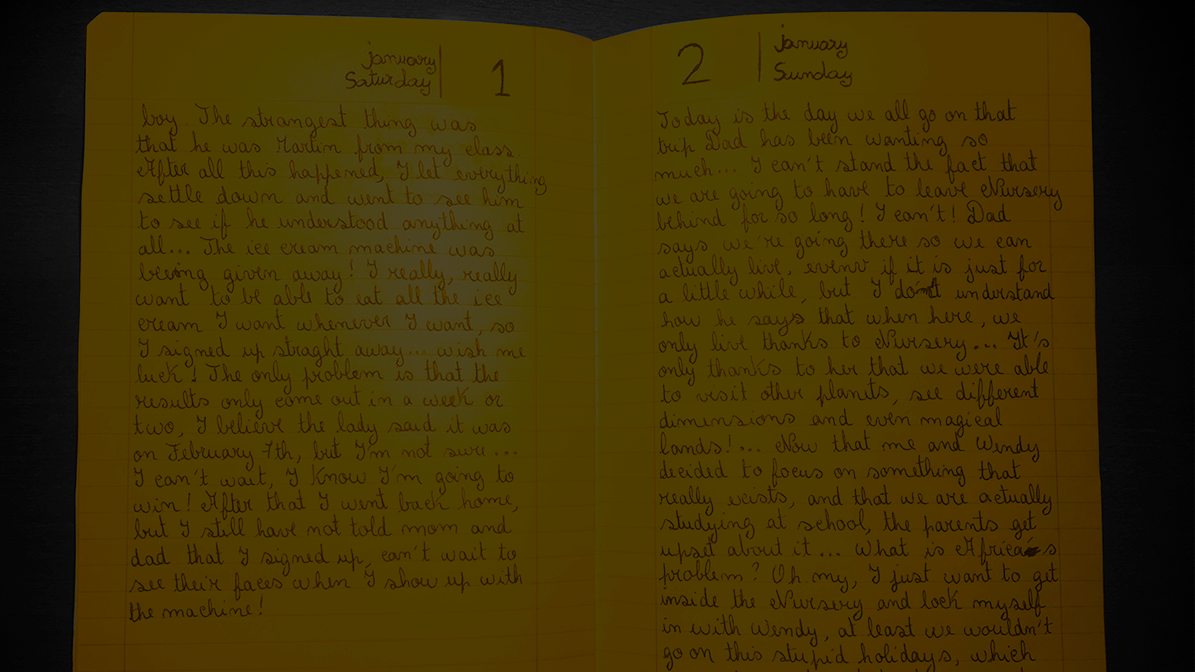 january
Saturday
1
boy. The strangest thing was
that he was Martin from my class.
After all this happened, I let everything
settle down and went to see him
to see if he understood anything at
all... The ice cream machine was
being given away! I really, really
want to be able to eat all the ice
cream I want whenever I want, so
I signed up straght away... wish me
luck! The only problem is that the
results only come out in a week or
two, I believe the lady said it was
on February 7th, but I'm not sure...
I can't wait, I know I'm going to
win! After that I went back home,
but I still have not told mom and
dad that I signed up, can't wait to
see their faces when I show up with
the machine!
2
january
Sunday
Today is the day we all go on that
trip Dad has been wanting so
much... I can't stand the fact that
we are going to have to leave Nursery
behind for so long! I can't! Dad
says we're going there so we can
actually live, even if it is just for
a little while, but I don't understand
how he says that when here, we
only live thanks to Nursery... It's
only thanks to her that we were able
to visit other planets, see different
dimensions and even magical
lands!... Now that me and Wendy
decided to focus on something that
really exists, and that we are actually
studying at school, the parents get
upset about it... What is Africa's
problem? Oh my, I just want to get
inside the Nursery and lock myself
in with Wendy, at least we wouldn't
go on this stupid holidays, which